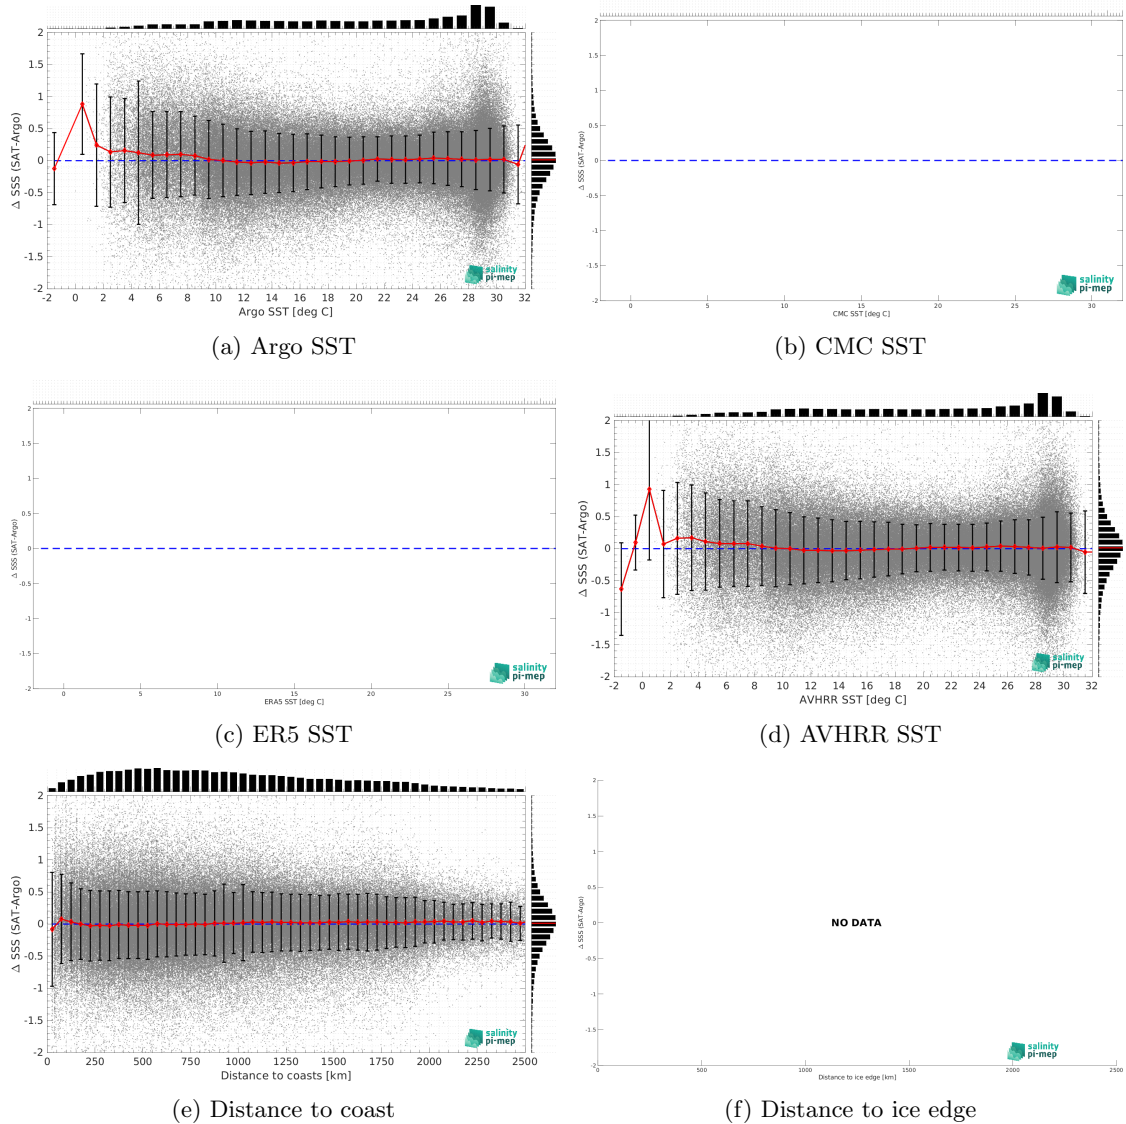 2
1.5
1
0.5
0
-0.5
-1
-1.5
-2
Δ SSS (SAT-Argo)
-2 0 2 4 6 8 10 12 14 16 18 20 22 24 26 28 30 32
Argo SST [deg C]
salinity
pi-mep
(a) Argo SST
2
1.5
1
0.5
0
-0.5
-1
-1.5
-2
Δ SSS (SAT-Argo)
0 5 10 15 20 25 30
CMC SST [deg C]
salinity
pi-mep
(b) CMC SST
2
1.5
1
0.5
0
-0.5
-1
-1.5
-2
Δ SSS (SAT-Argo)
0 5 10 15 20 25 30
ERA5 SST [deg C]
salinity
pi-mep
(c) ER5 SST
2
1.5
1
0.5
0
-0.5
-1
-1.5
-2
Δ SSS (SAT-Argo)
-2 0 2 4 6 8 10 12 14 16 18 20 22 24 26 28 30 32
AVHRR SST [deg C]
salinity
pi-mep
(d) AVHRR SST
2
1.5
1
0.5
0
-0.5
-1
-1.5
-2
Δ SSS (SAT-Argo)
0 250 500 750 1000 1250 1500 1750 2000 2250 2500
Distance to coasts [km]
salinity
pi-mep
(e) Distance to coast
2
1.5
1
0.5
0
-0.5
-1
-1.5
-2
Δ SSS (SAT-Argo)
NO DATA
0 500 1000 1500 2000 2500
Distance to ice edge [km]
salinity
pi-mep
(f) Distance to ice edge